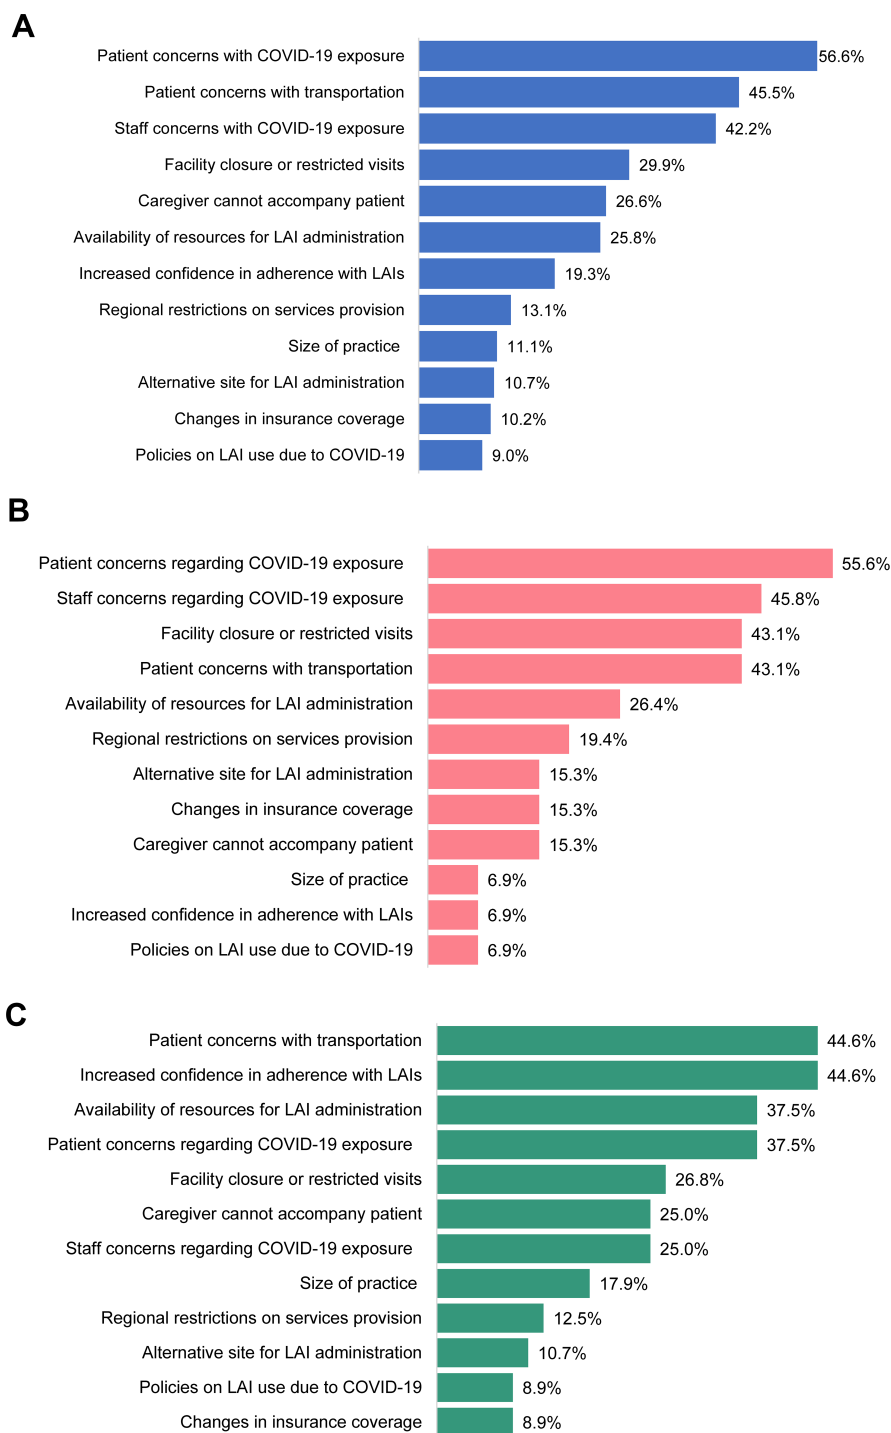 A
Patient concerns with COVID-19 exposure 56.6%
Patient concerns with transportation 45.5%
Staff concerns with COVID-19 exposure 42.2%
Facility closure or restricted visits 29.9%
Caregiver cannot accompany patient 26.6%
Availability of resources for LAI administration 25.8%
Increased confidence in adherence with LAIs 19.3%
Regional restrictions on services provision 13.1%
Size of practice 11.1%
Alternative site for LAI administration 10.7%
Changes in insurance coverage 10.2%
Policies on LAI use due to COVID-19 9.0%
B
Patient concerns regarding COVID-19 exposure 55.6%
Staff concerns regarding COVID-19 exposure 45.8%
Facility closure or restricted visits 43.1%
Patient concerns with transportation 43.1%
Availability of resources for LAI administration 26.4%
Regional restrictions on services provision 19.4%
Alternative site for LAI administration 15.3%
Changes in insurance coverage 15.3%
Caregiver cannot accompany patient 15.3%
Size of practice 6.9%
Increased confidence in adherence with LAIs 6.9%
Policies on LAI use due to COVID-19 6.9%
C
Patient concerns with transportation 44.6%
Increased confidence in adherence with LAIs 44.6%
Availability of resources for LAI administration 37.5%
Patient concerns regarding COVID-19 exposure 37.5%
Facility closure or restricted visits 26.8%
Caregiver cannot accompany patient 25.0%
Staff concerns regarding COVID-19 exposure 25.0%
Size of practice 17.9%
Regional restrictions on services provision 12.5%
Alternative site for LAI administration 10.7%
Policies on LAI use due to COVID-19 8.9%
Changes in insurance coverage 8.9%